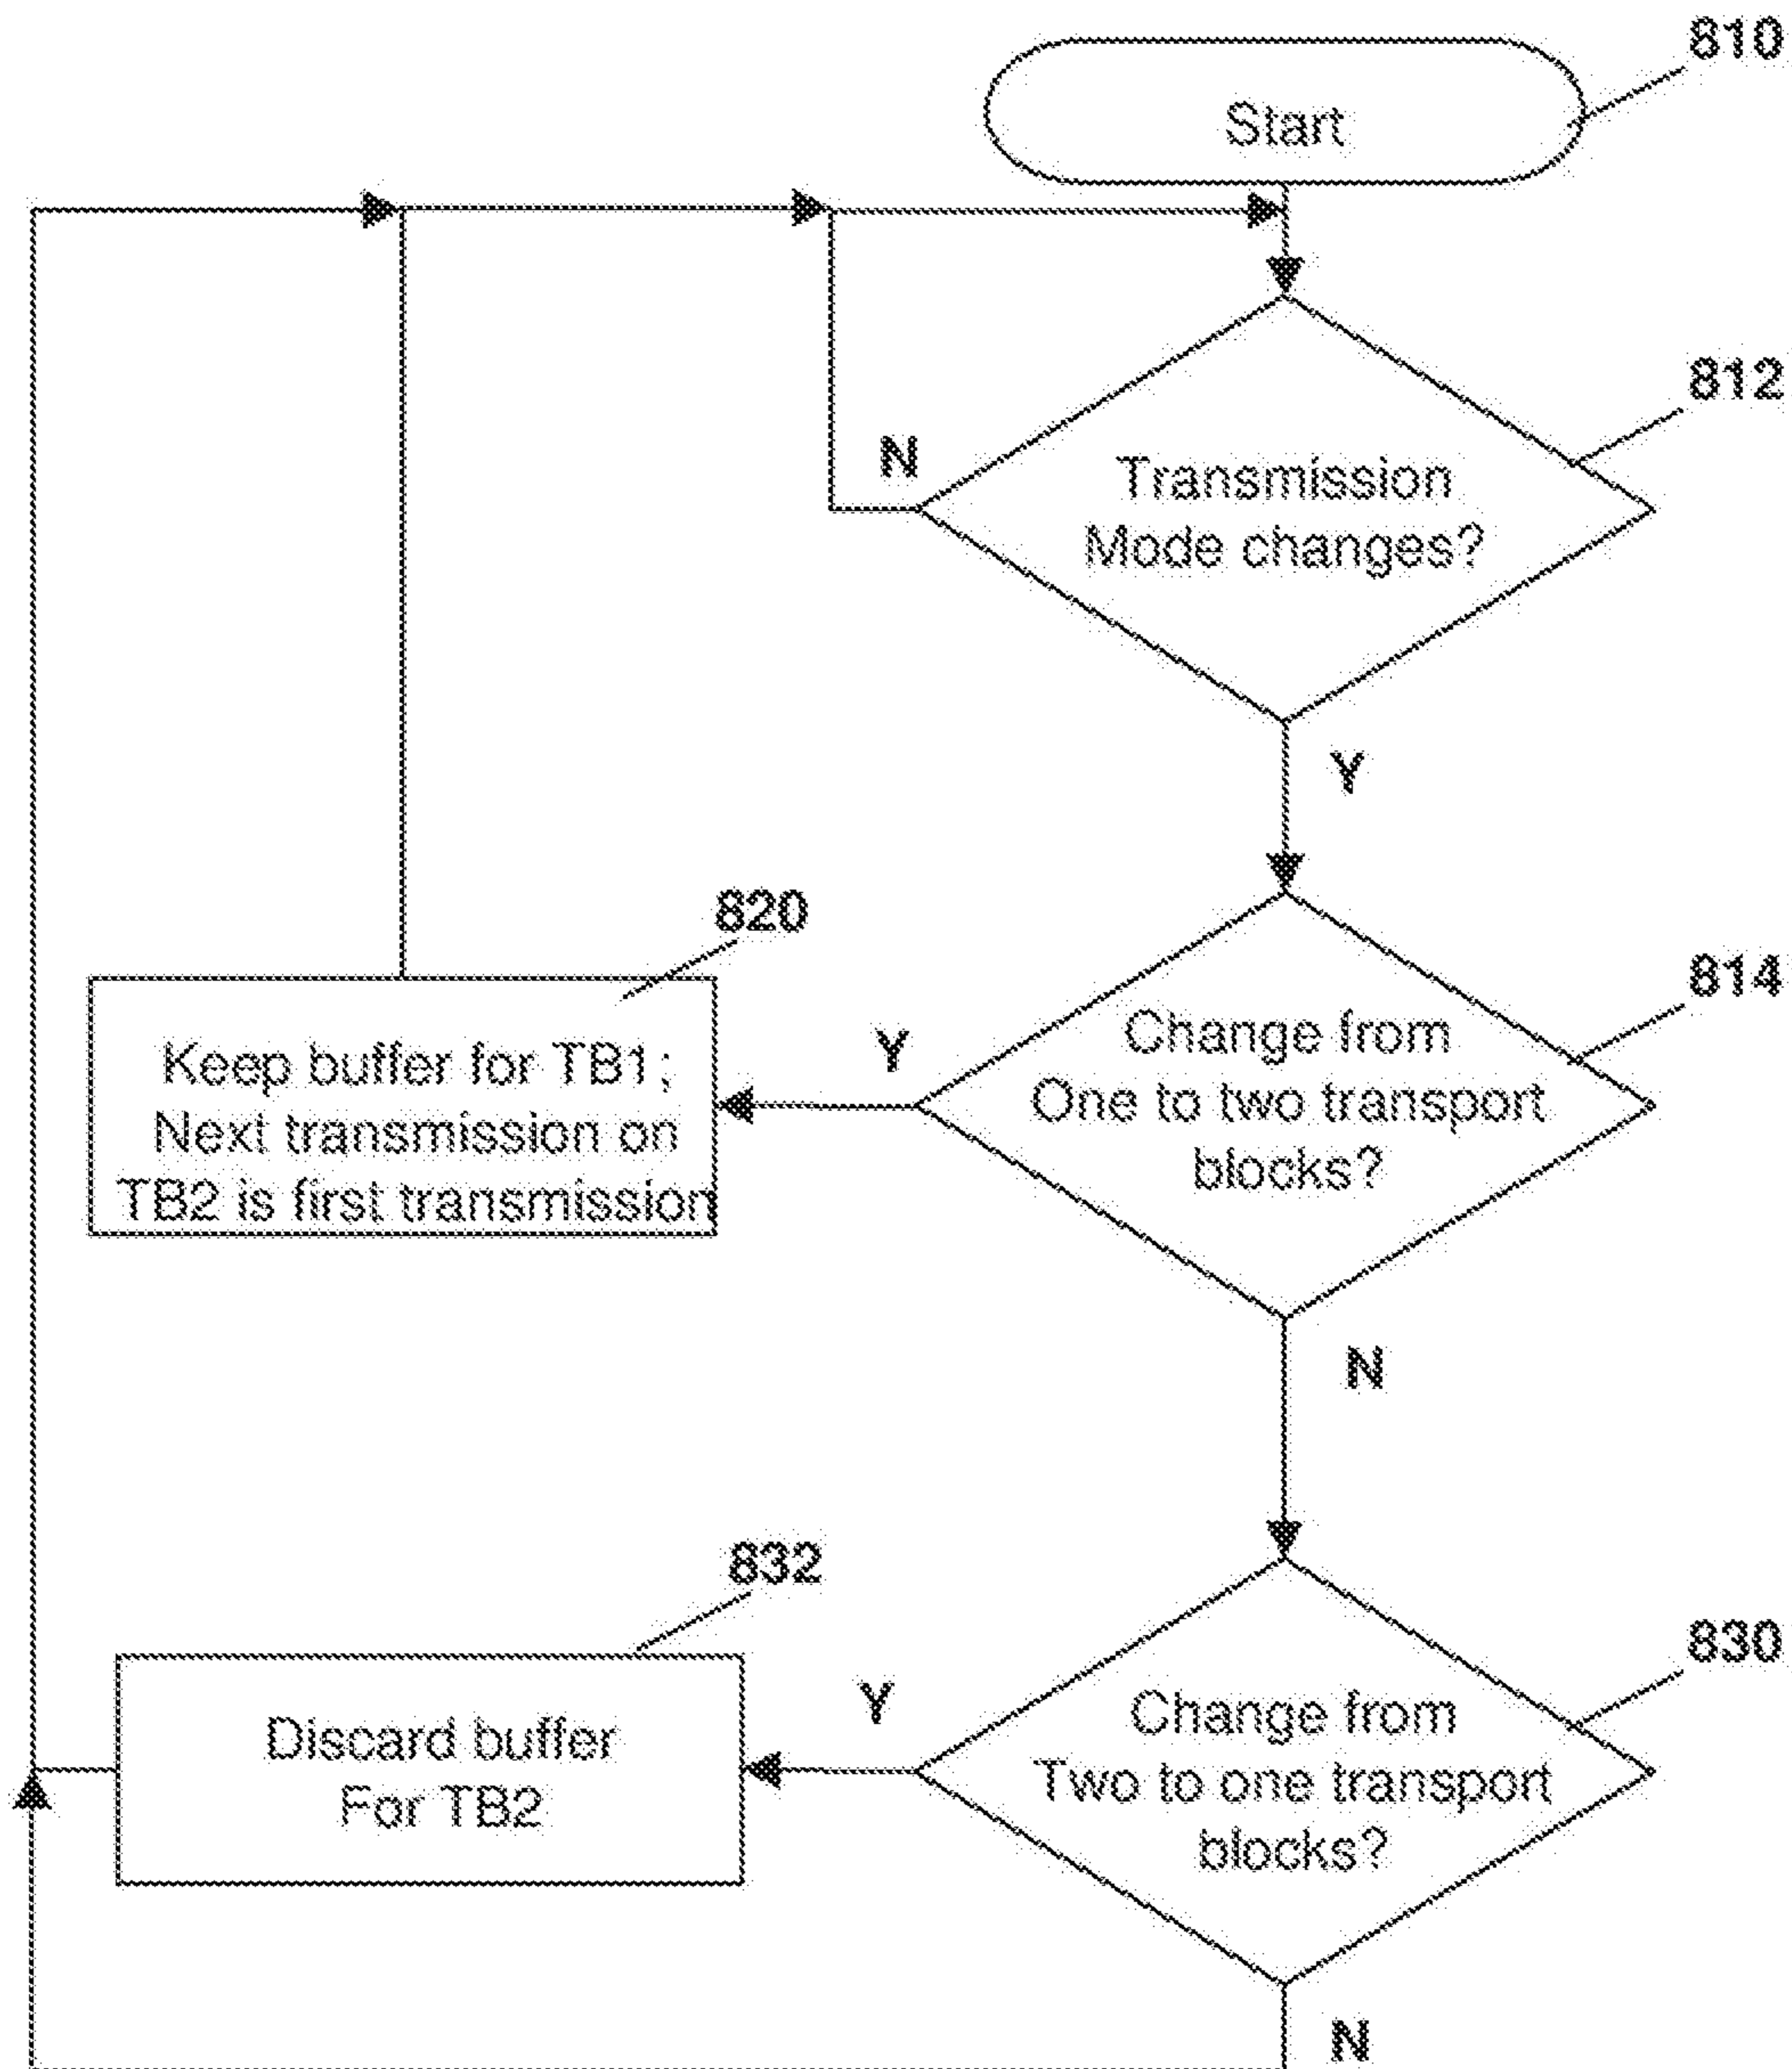 810
Start
812
N
Transmission
Mode changes?
Y
820
814
Keep buffer for TB1;
Next transmission on
TB2 is first transmission
Y
Change from
One to two transport
blocks?
N
832
830
Discard buffer
For TB2
Y
Change from
Two to one transport
blocks?
N